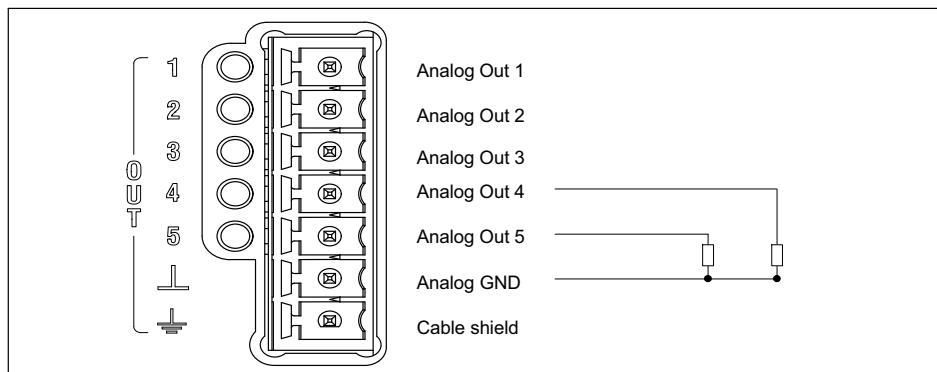 1
2
3
4
5
OUT
Analog Out 1
Analog Out 2
Analog Out 3
Analog Out 4
Analog Out 5
Analog GND
Cable shield